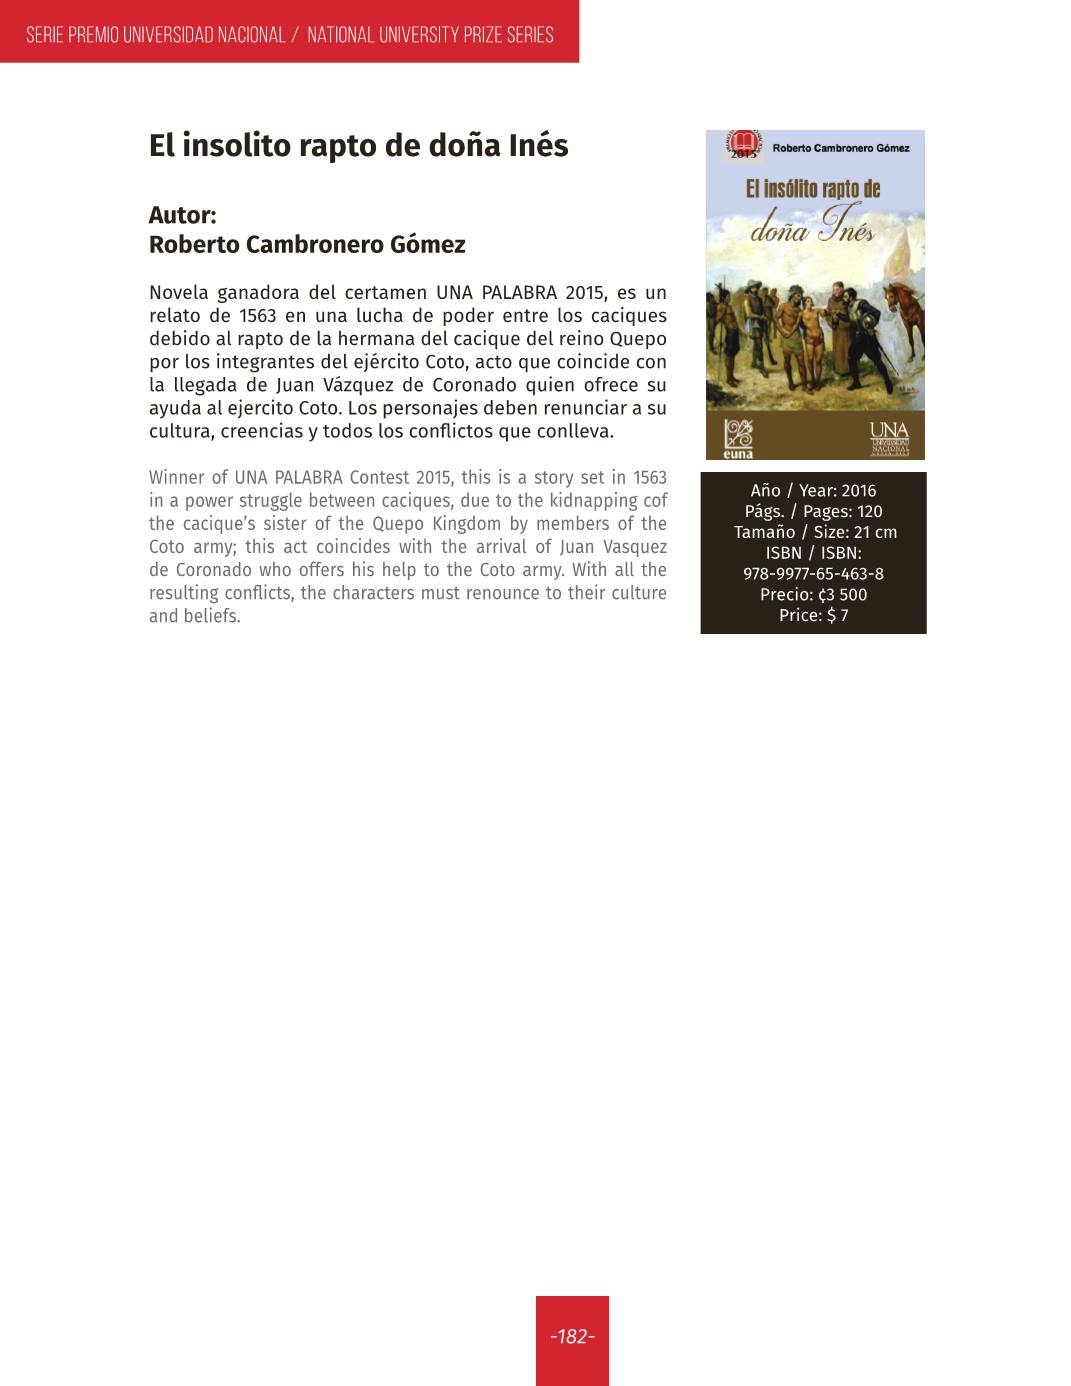 SERIE PREMIO UNIVERSIDAD NACIONAL / NATIONAL UNIVERSITY PRIZE SERIES
El insolito rapto de doña Inés
Autor:
Roberto Cambronero Gómez
Novela ganadora del certamen UNA PALABRA 2015, es un
relato de 1563 en una lucha de poder entre los caciques
debido al rapto de la hermana del cacique del reino Quepo
por los integrantes del ejército Coto, acto que coincide con
la llegada de Juan Vázquez de Coronado quien ofrece su
ayuda al ejercito Coto. Los personajes deben renunciar a su
cultura, creencias y todos los conflictos que conlleva.
Winner of UNA PALABRA Contest 2015, this is a story set in 1563
in a power struggle between caciques, due to the kidnapping cof
the cacique’s sister of the Quepo Kingdom by members of the
Coto army; this act coincides with the arrival of Juan Vasquez
de Coronado who offers his help to the Coto army. With all the
resulting conflicts, the characters must renounce to their culture
and beliefs.
2015
Roberto Cambronero Gómez
El insólito rapto de
doña Inés
euna
UNA
UNIVERSIDAD
NACIONAL
Año / Year: 2016
Págs. / Pages: 120
Tamaño / Size: 21 cm
ISBN / ISBN:
978-9977-65-463-8
Precio: ¢3 500
Price: $ 7
-182-